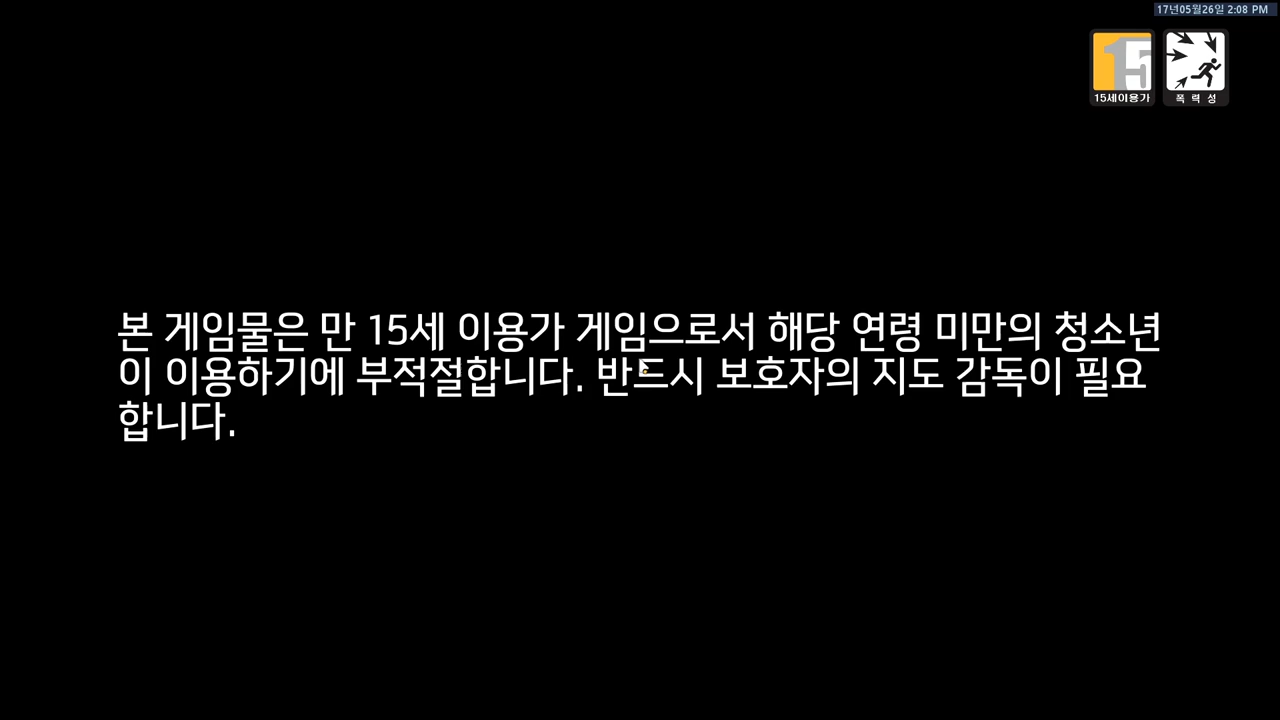 17년05월26일 2:08 PM
15
15세이용가
폭력성
본 게임물은 만 15세 이용가 게임으로서 해당 연령 미만의 청소년
이 이용하기에 부적절합니다. 반드시 보호자의 지도 감독이 필요
합니다.